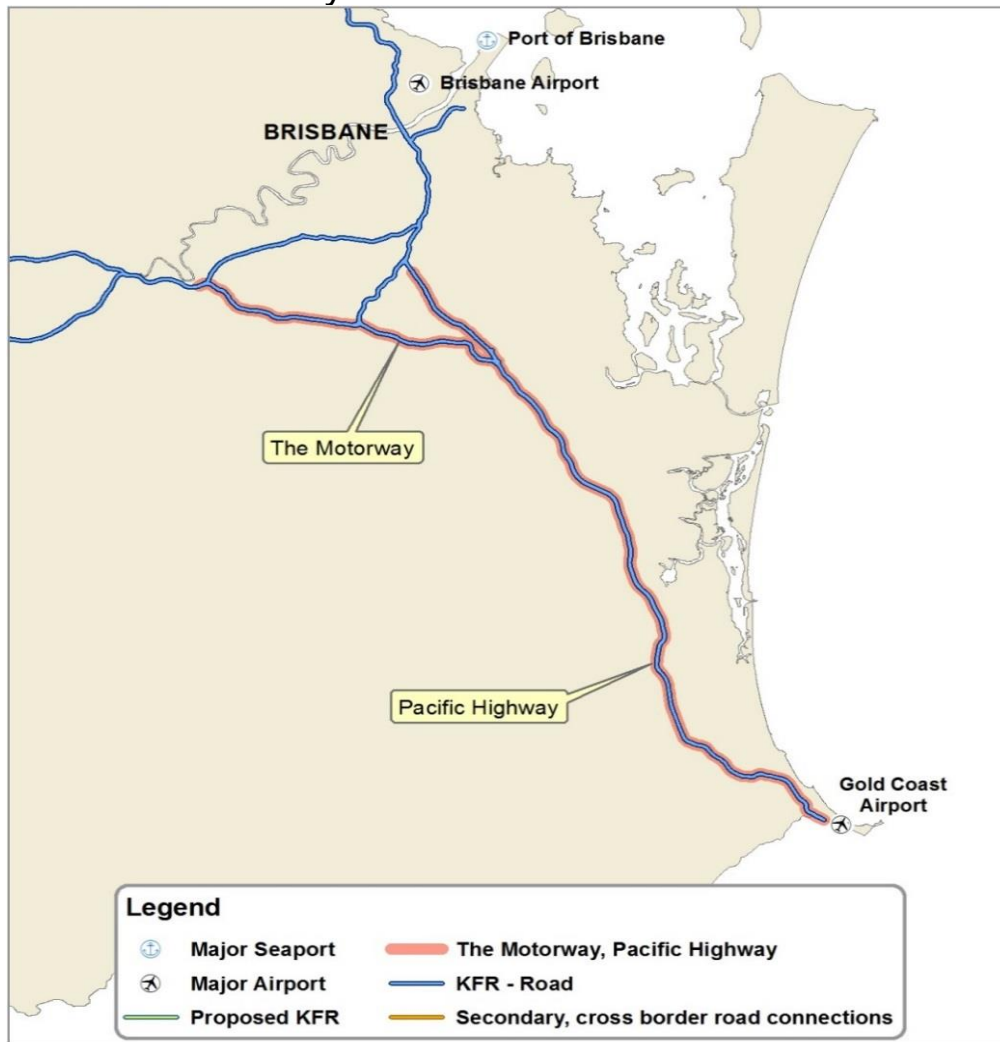 Port of Brisbane
Brisbane Airport
BRISBANE
The Motorway
Pacific Highway
Gold Coast
Airport
Legend
Major Seaport
The Motorway, Pacific Highway
Major Airport
KFR - Road
Proposed KFR
Secondary, cross border road connections